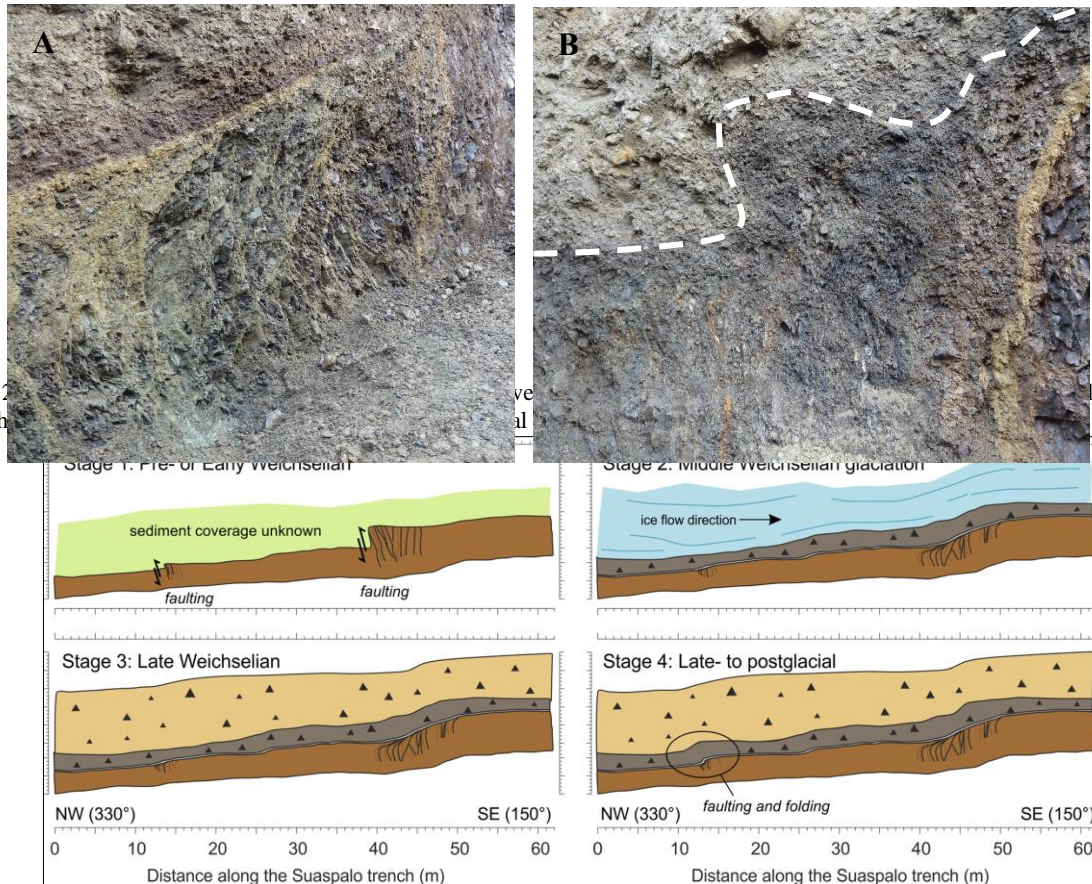 A
B
Stage 1: Pre- or Early Weichselian
sediment coverage unknown
faulting
faulting
Stage 2: Middle Weichselian glaciation
ice flow direction
Stage 3: Late Weichselian
NW (330°)
SE (150°)
0 10 20 30 40 50 60
Distance along the Suaspalo trench (m)
Stage 4: Late- to postglacial
faulting and folding
NW (330°)
SE (150°)
0 10 20 30 40 50 60
Distance along the Suaspalo trench (m)